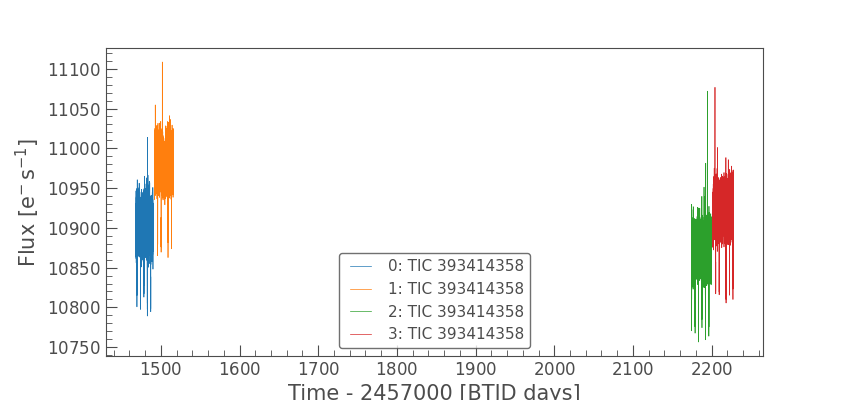 Flux [e⁻ s⁻¹]
11100
11050
11000
10950
10900
10850
10800
10750
0: TIC 393414358
1: TIC 393414358
2: TIC 393414358
3: TIC 393414358
1500 1600 1700 1800 1900 2000 2100 2200
Time - 2457000 [BTJD days]